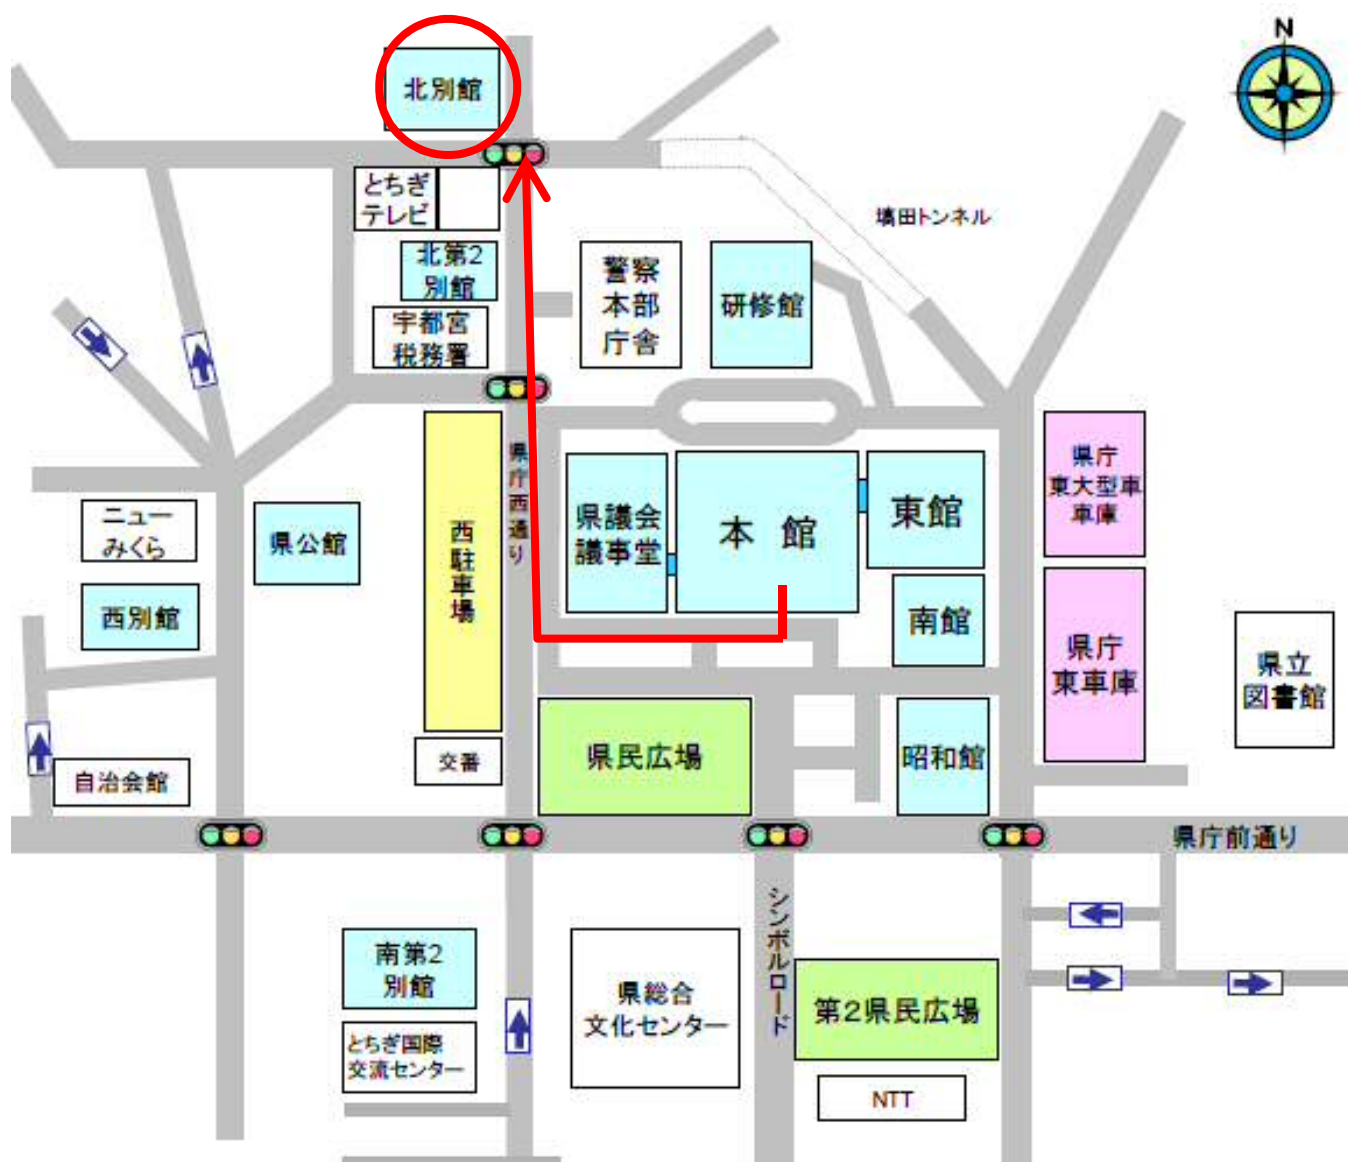 N
北別館
とちぎ
テレビ
塙田トンネル
北第2
別館
警察
本部
庁舎
研修館
宇都宮
税務署
県庁西通り
県庁
東大型車
車庫
ニュー
みくら
県公館
西駐車場
県議会
議事堂
本 館
東館
西別館
南館
県庁
東車庫
県立
図書館
自治会館
交番
県民広場
昭和館
県庁前通り
シンボルロード
南第2
別館
県総合
文化センター
第2県民広場
とちぎ国際
交流センター
NTT